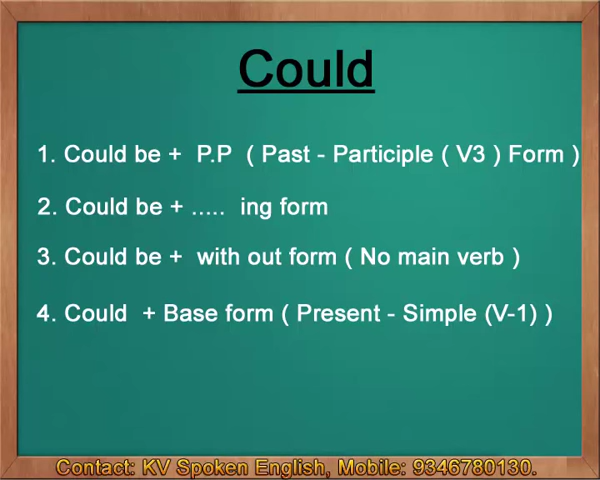 Could
1. Could be + P.P ( Past - Participle ( V3 ) Form )
2. Could be + ..... ing form
3. Could be + with out form ( No main verb )
4. Could + Base form ( Present - Simple (V-1) )
Contact: KV Spoken English, Mobile: 9346780130.